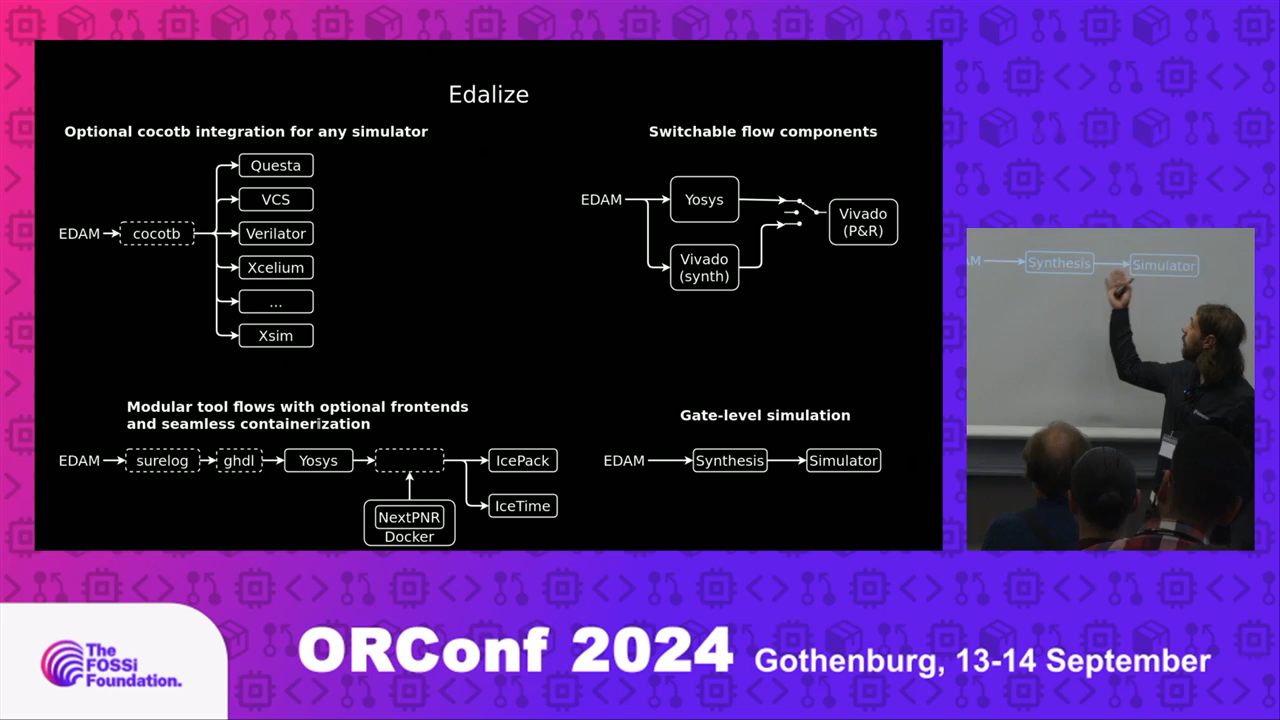 Edalize
Optional cocotb integration for any simulator
EDAM
cocotb
Questa
VCS
Verilator
Xcelium
...
Xsim
Switchable flow components
EDAM
Yosys
Vivado
(synth)
Vivado
(P&R)
Modular tool flows with optional frontends
and seamless containerization
EDAM
surelog
ghdl
Yosys
NextPNR
Docker
IcePack
IceTime
Gate-level simulation
EDAM
Synthesis
Simulator
AM
Synthesis
Simulator
The
FOSSi
Foundation.
ORConf 2024 Gothenburg, 13-14 September